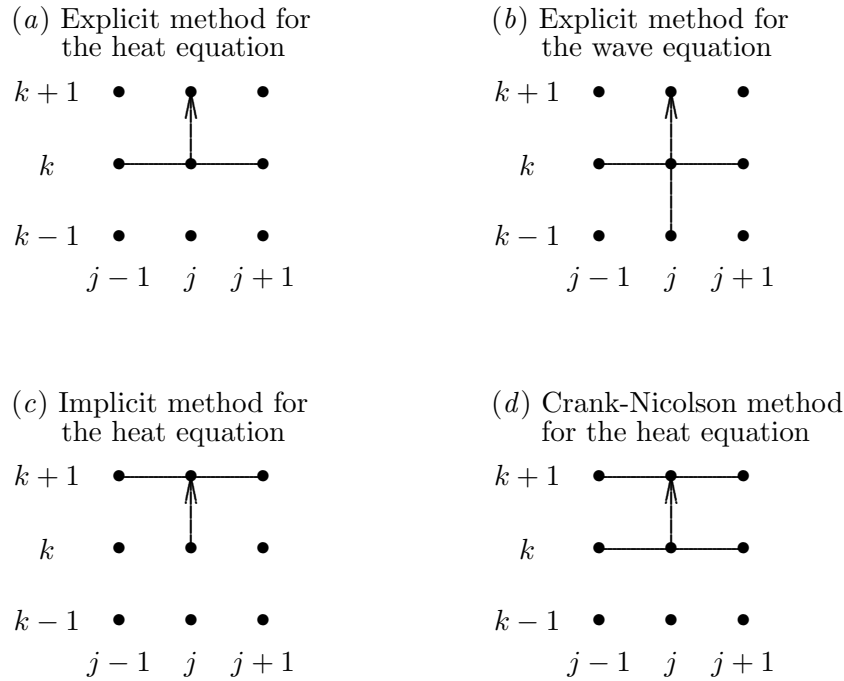 (a) Explicit method for
the heat equation
k + 1
k
k − 1
j − 1 j j + 1
(b) Explicit method for
the wave equation
k + 1
k
k − 1
j − 1 j j + 1
(c) Implicit method for
the heat equation
k + 1
k
k − 1
j − 1 j j + 1
(d) Crank-Nicolson method
for the heat equation
k + 1
k
k − 1
j − 1 j j + 1